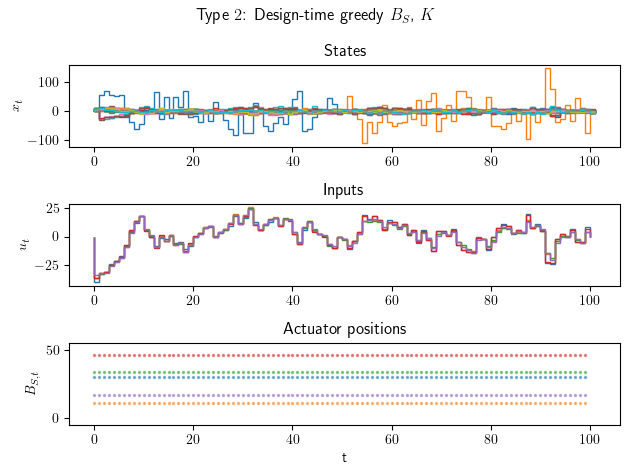 Type 2: Design-time greedy $B_S$, $K$
States
100
0
−100
$x_t$
0 20 40 60 80 100
Inputs
25
0
−25
$u_t$
0 20 40 60 80 100
Actuator positions
50
0
$B_{S,t}$
0 20 40 60 80 100
t